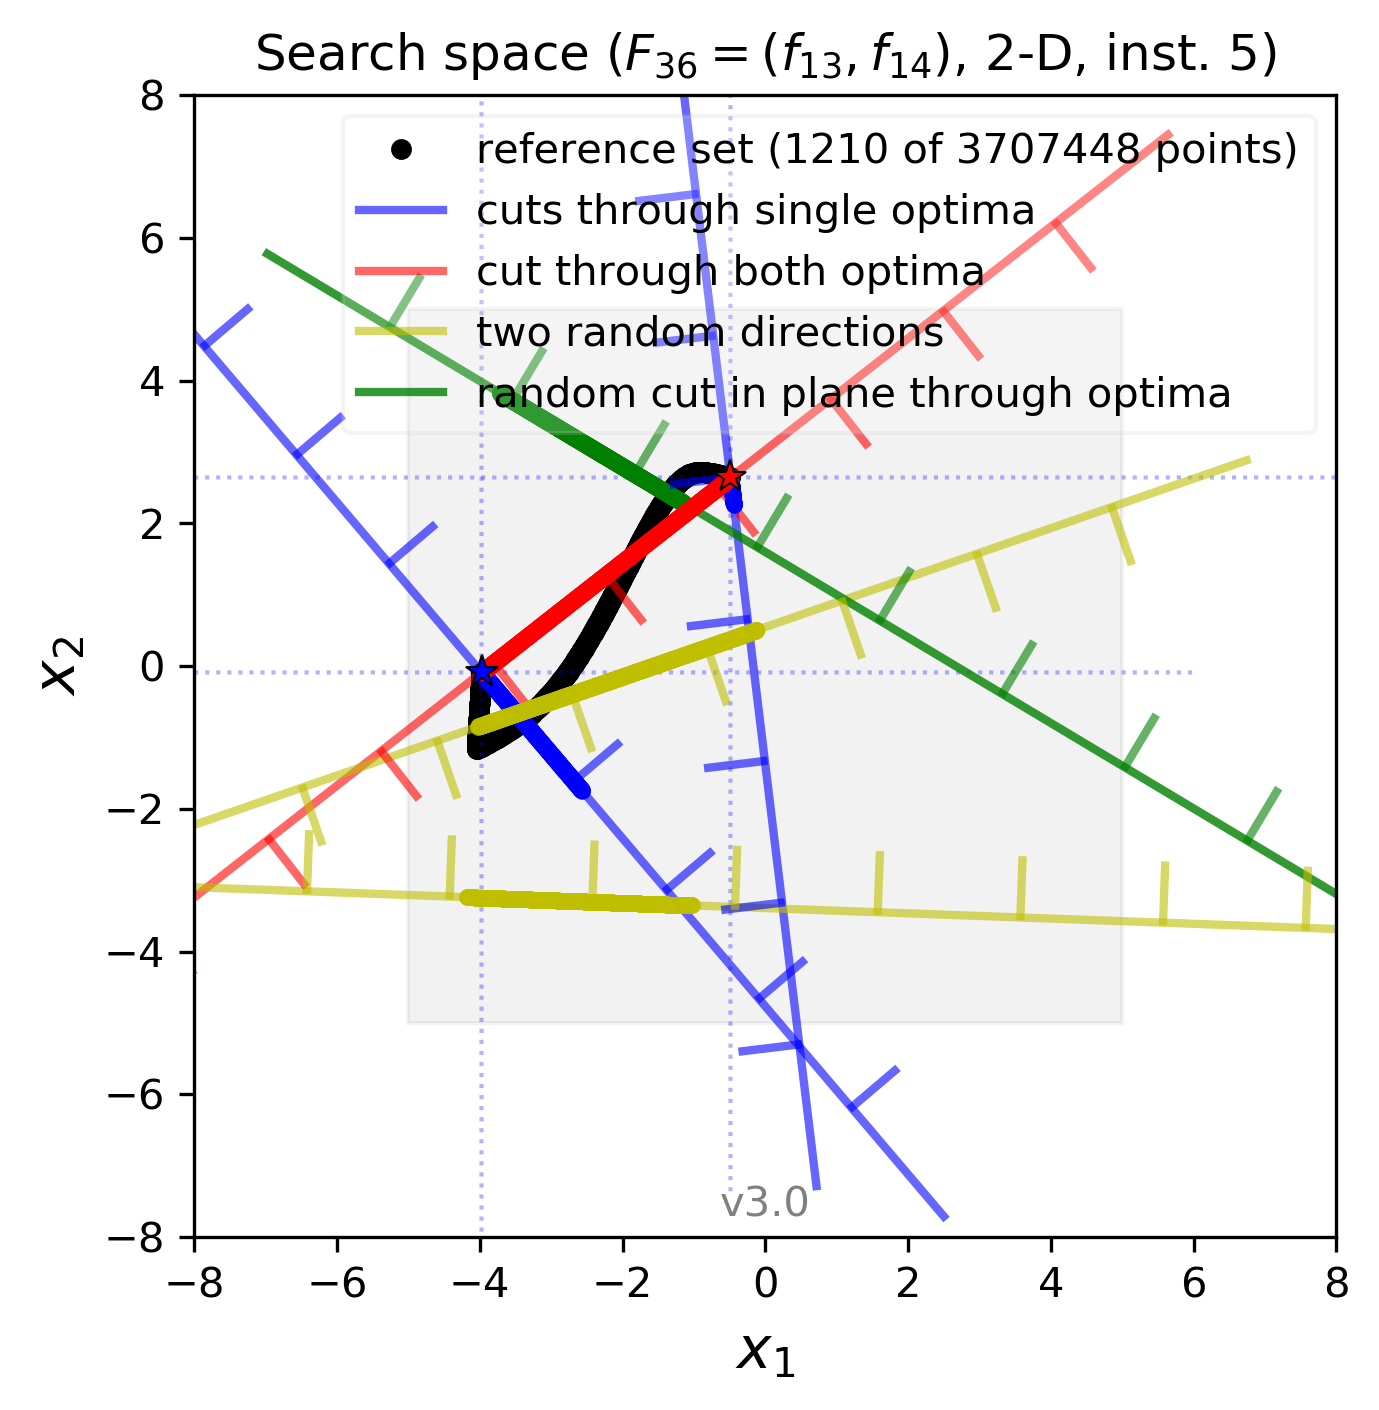 Search space (F₃₆ = (f₁₃, f₁₄), 2-D, inst. 5)
reference set (1210 of 3707448 points)
cuts through single optima
cut through both optima
two random directions
random cut in plane through optima
8
6
4
2
0
−2
−4
−6
−8
x₂
v3.0
−8 −6 −4 −2 0 2 4 6 8
x₁